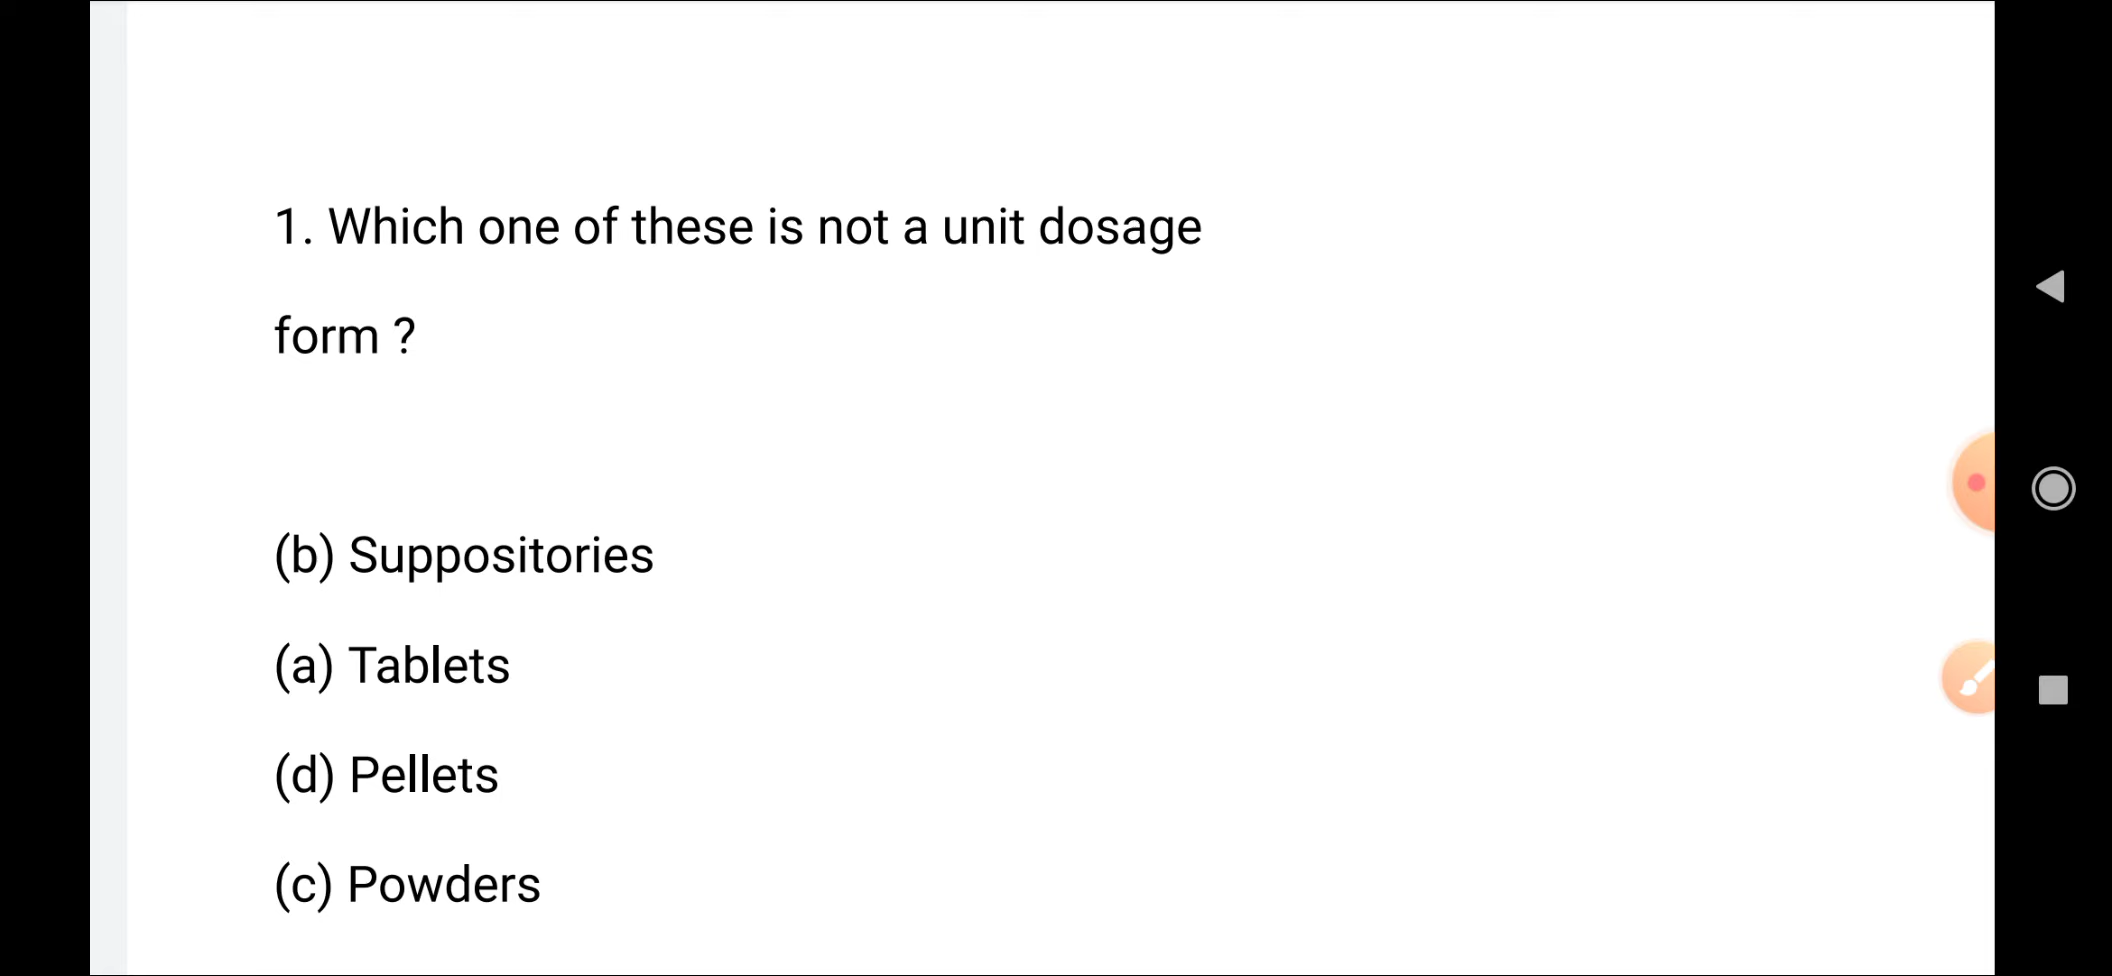 1. Which one of these is not a unit dosage
form ?
(b) Suppositories
(a) Tablets
(d) Pellets
(c) Powders